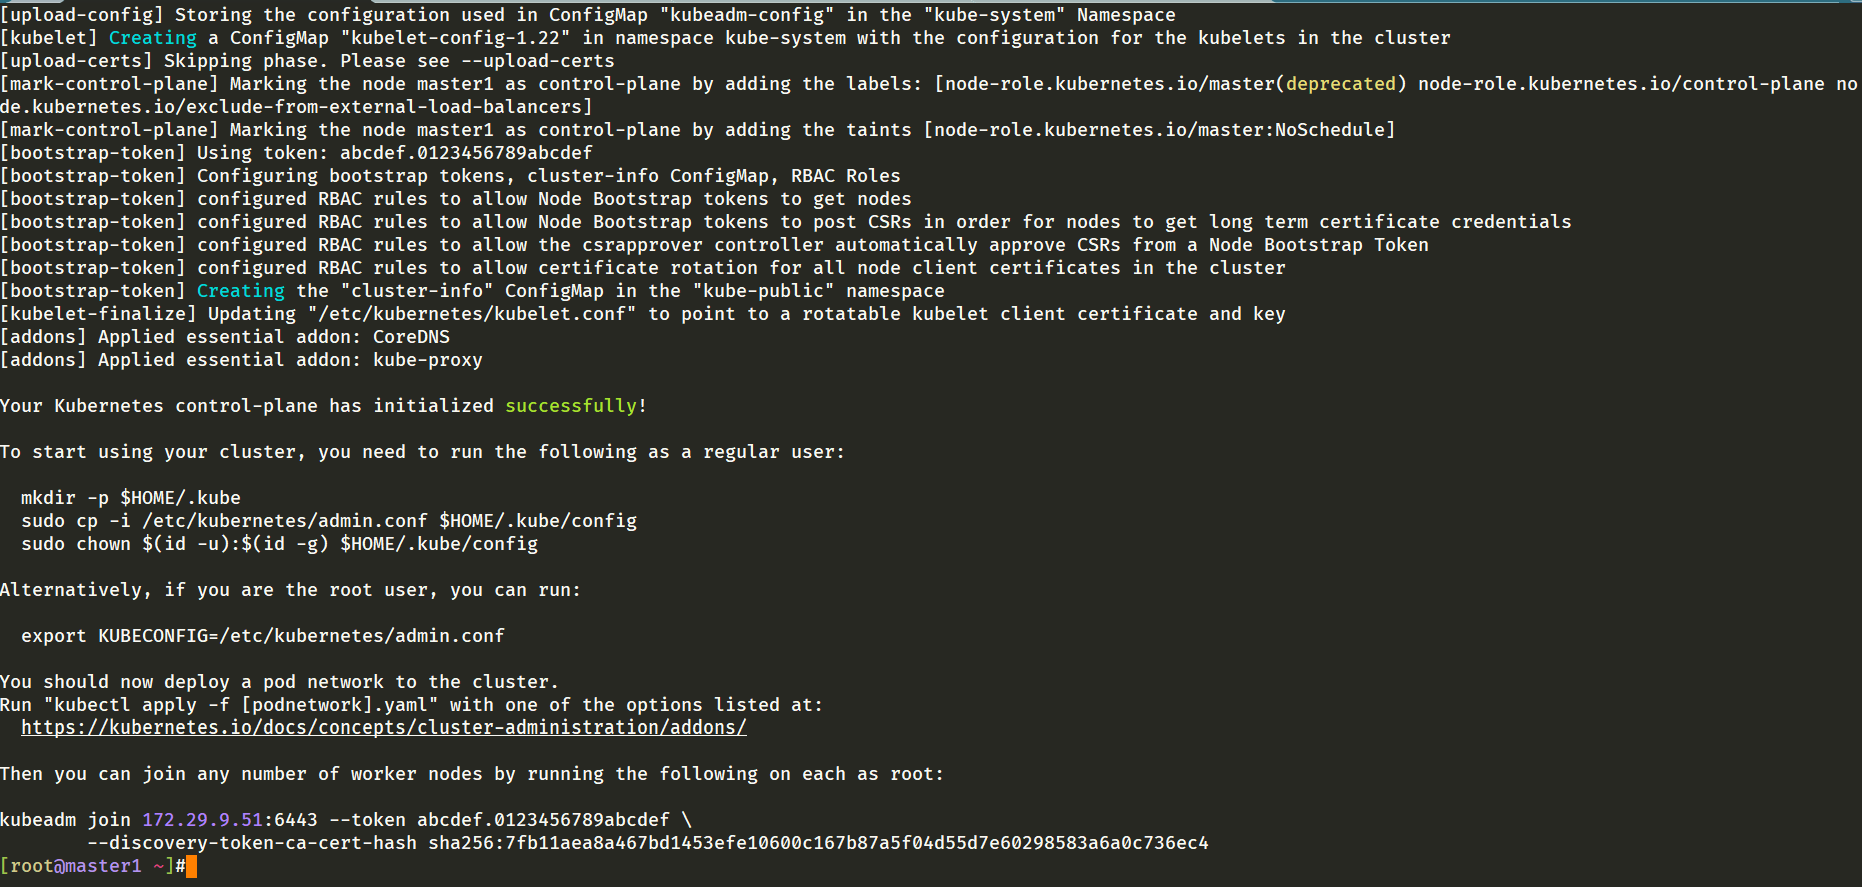 [upload-config] Storing the configuration used in ConfigMap "kubeadm-config" in the "kube-system" Namespace
[kubelet] Creating a ConfigMap "kubelet-config-1.22" in namespace kube-system with the configuration for the kubelets in the cluster
[upload-certs] Skipping phase. Please see --upload-certs
[mark-control-plane] Marking the node master1 as control-plane by adding the labels: [node-role.kubernetes.io/master(deprecated) node-role.kubernetes.io/control-plane no
de.kubernetes.io/exclude-from-external-load-balancers]
[mark-control-plane] Marking the node master1 as control-plane by adding the taints [node-role.kubernetes.io/master:NoSchedule]
[bootstrap-token] Using token: abcdef.0123456789abcdef
[bootstrap-token] Configuring bootstrap tokens, cluster-info ConfigMap, RBAC Roles
[bootstrap-token] configured RBAC rules to allow Node Bootstrap tokens to get nodes
[bootstrap-token] configured RBAC rules to allow Node Bootstrap tokens to post CSRs in order for nodes to get long term certificate credentials
[bootstrap-token] configured RBAC rules to allow the csrapprover controller automatically approve CSRs from a Node Bootstrap Token
[bootstrap-token] configured RBAC rules to allow certificate rotation for all node client certificates in the cluster
[bootstrap-token] Creating the "cluster-info" ConfigMap in the "kube-public" namespace
[kubelet-finalize] Updating "/etc/kubernetes/kubelet.conf" to point to a rotatable kubelet client certificate and key
[addons] Applied essential addon: CoreDNS
[addons] Applied essential addon: kube-proxy

Your Kubernetes control-plane has initialized successfully!

To start using your cluster, you need to run the following as a regular user:

  mkdir -p $HOME/.kube
  sudo cp -i /etc/kubernetes/admin.conf $HOME/.kube/config
  sudo chown $(id -u):$(id -g) $HOME/.kube/config

Alternatively, if you are the root user, you can run:

  export KUBECONFIG=/etc/kubernetes/admin.conf

You should now deploy a pod network to the cluster.
Run "kubectl apply -f [podnetwork].yaml" with one of the options listed at:
  https://kubernetes.io/docs/concepts/cluster-administration/addons/

Then you can join any number of worker nodes by running the following on each as root:

kubeadm join 172.29.9.51:6443 --token abcdef.0123456789abcdef \
        --discovery-token-ca-cert-hash sha256:7fb11aea8a467bd1453efe10600c167b87a5f04d55d7e60298583a6a0c736ec4
[root@master1 ~]#